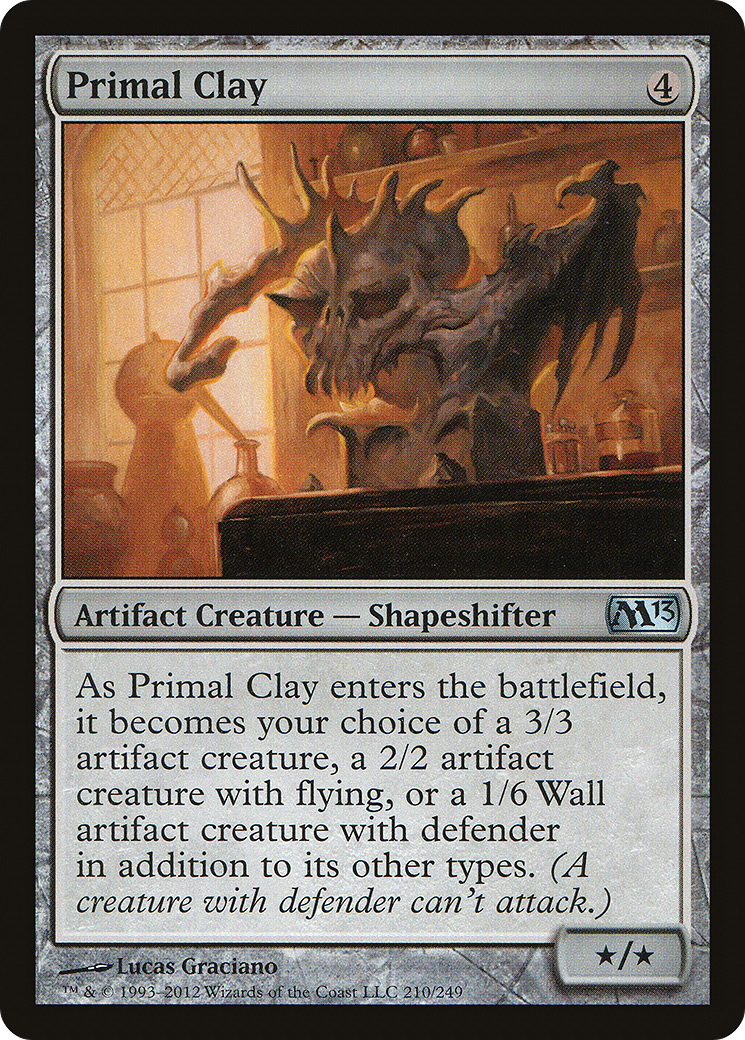 Primal Clay 4
Artifact Creature — Shapeshifter M13
As Primal Clay enters the battlefield,
it becomes your choice of a 3/3
artifact creature, a 2/2 artifact
creature with flying, or a 1/6 Wall
artifact creature with defender
in addition to its other types. (A
creature with defender can't attack.)
★/★
Lucas Graciano
™ & © 1993–2012 Wizards of the Coast LLC 210/249